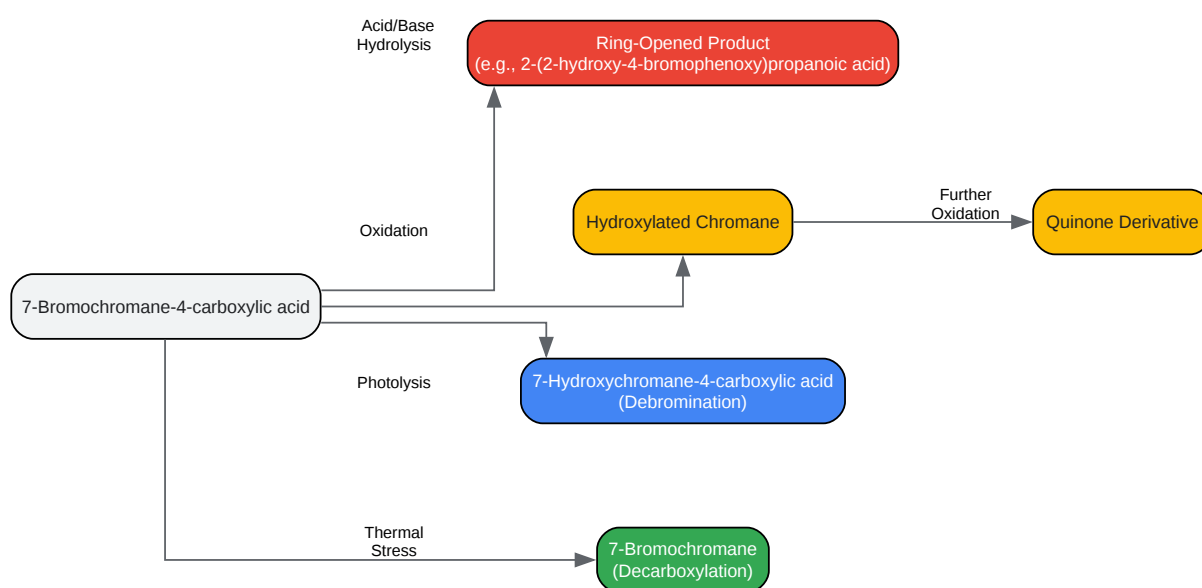 Acid/Base
Hydrolysis
Ring-Opened Product
(e.g., 2-(2-hydroxy-4-bromophenoxy)propanoic acid)
Oxidation
Hydroxylated Chromane
Further
Oxidation
Quinone Derivative
7-Bromochromane-4-carboxylic acid
Photolysis
7-Hydroxychromane-4-carboxylic acid
(Debromination)
Thermal
Stress
7-Bromochromane
(Decarboxylation)